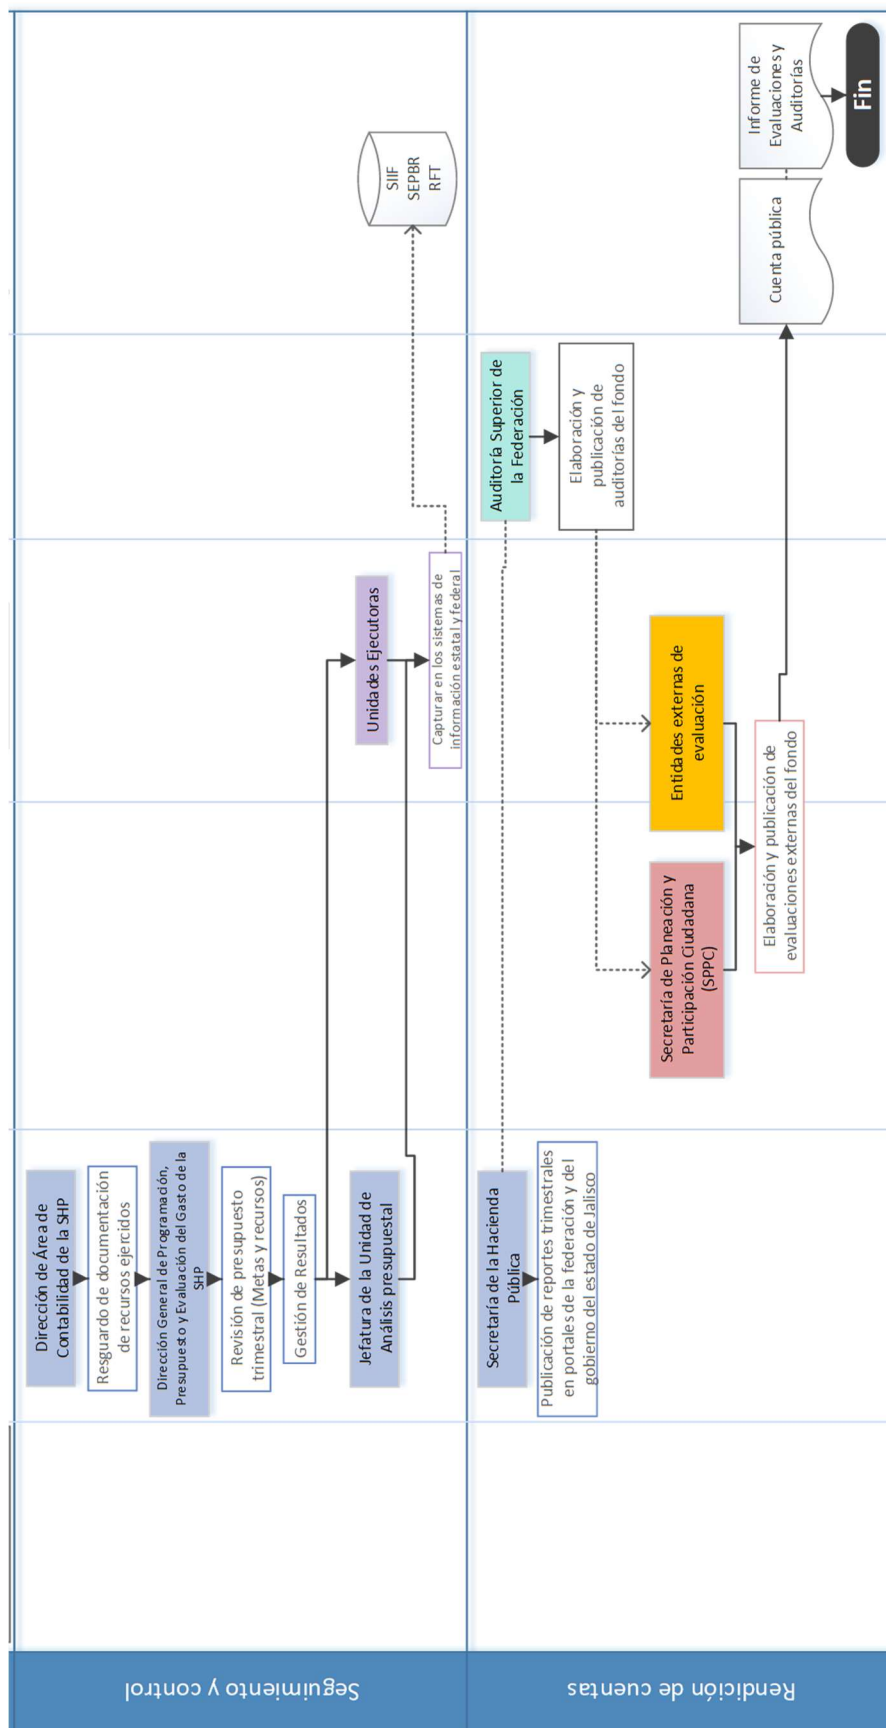 Seguimiento y control
Dirección de Área de
Contabilidad de la SHP
Resguardo de documentación
de recursos ejercidos
Dirección General de Programación,
Presupuesto y Evaluación del Gasto de la
SHP
Revisión de presupuesto
trimestral (Metas y recursos)
Gestión de Resultados
Jefatura de la Unidad de
Análisis presupuestal
Unidades Ejecutoras
Capturar en los sistemas de
información estatal y federal
SIIF
SEPBR
RFT
Rendición de cuentas
Secretaría de la Hacienda
Pública
Publicación de reportes trimestrales
en portales de la federación y del
gobierno del estado de Jalisco
Auditoría Superior de
la Federación
Elaboración y
publicación de
auditorías del fondo
Secretaría de Planeación y
Participación Ciudadana
(SPPC)
Entidades externas de
evaluación
Elaboración y publicación de
evaluaciones externas del fondo
Cuenta pública
Informe de
Evaluaciones y
Auditorías
Fin